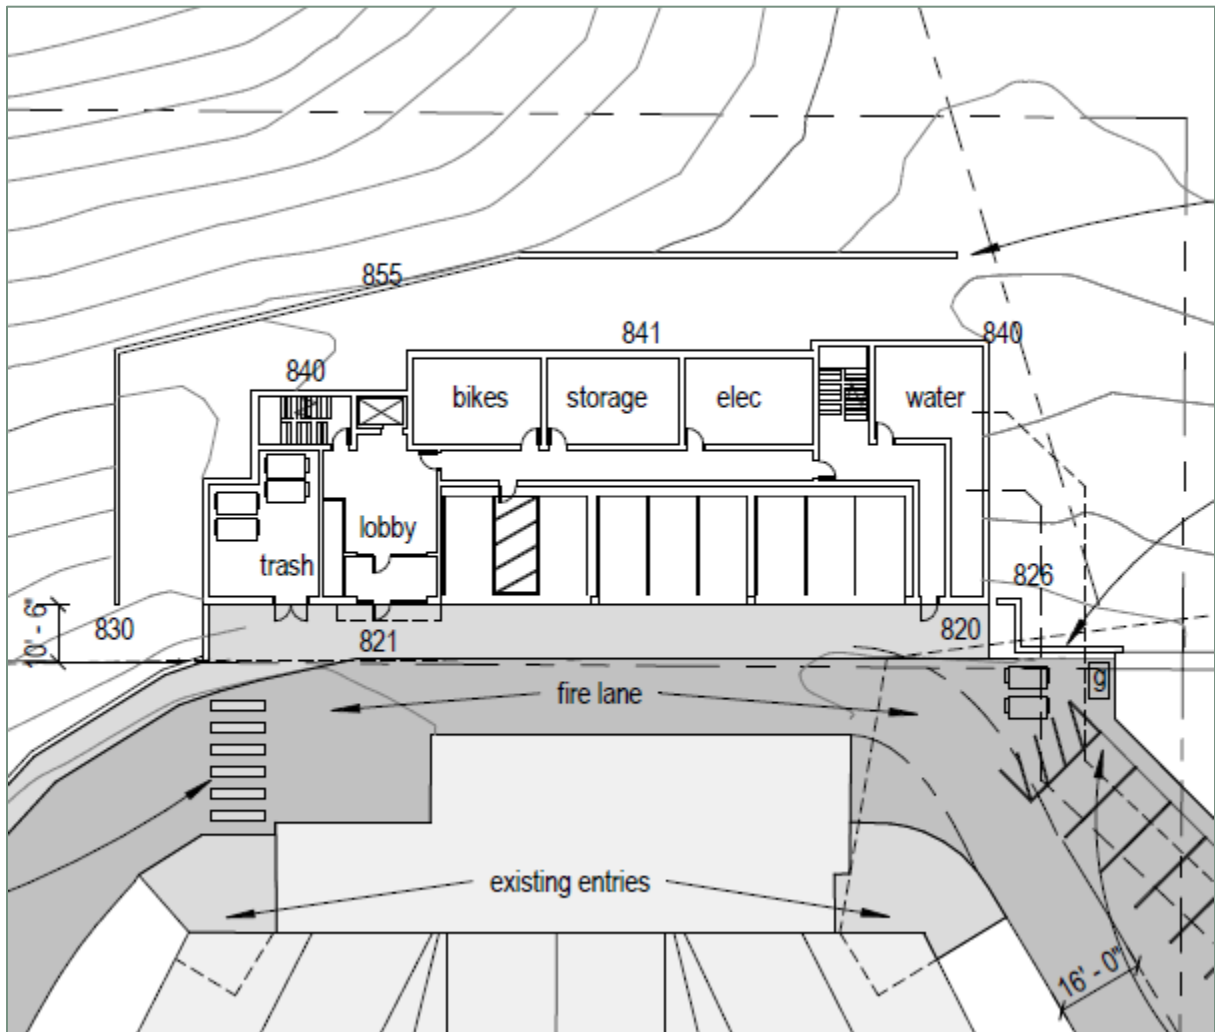 855
841
840
840
bikes
storage
elec
water
lobby
trash
826
10' - 6"
830
821
820
fire lane
g
existing entries
16' - 0"